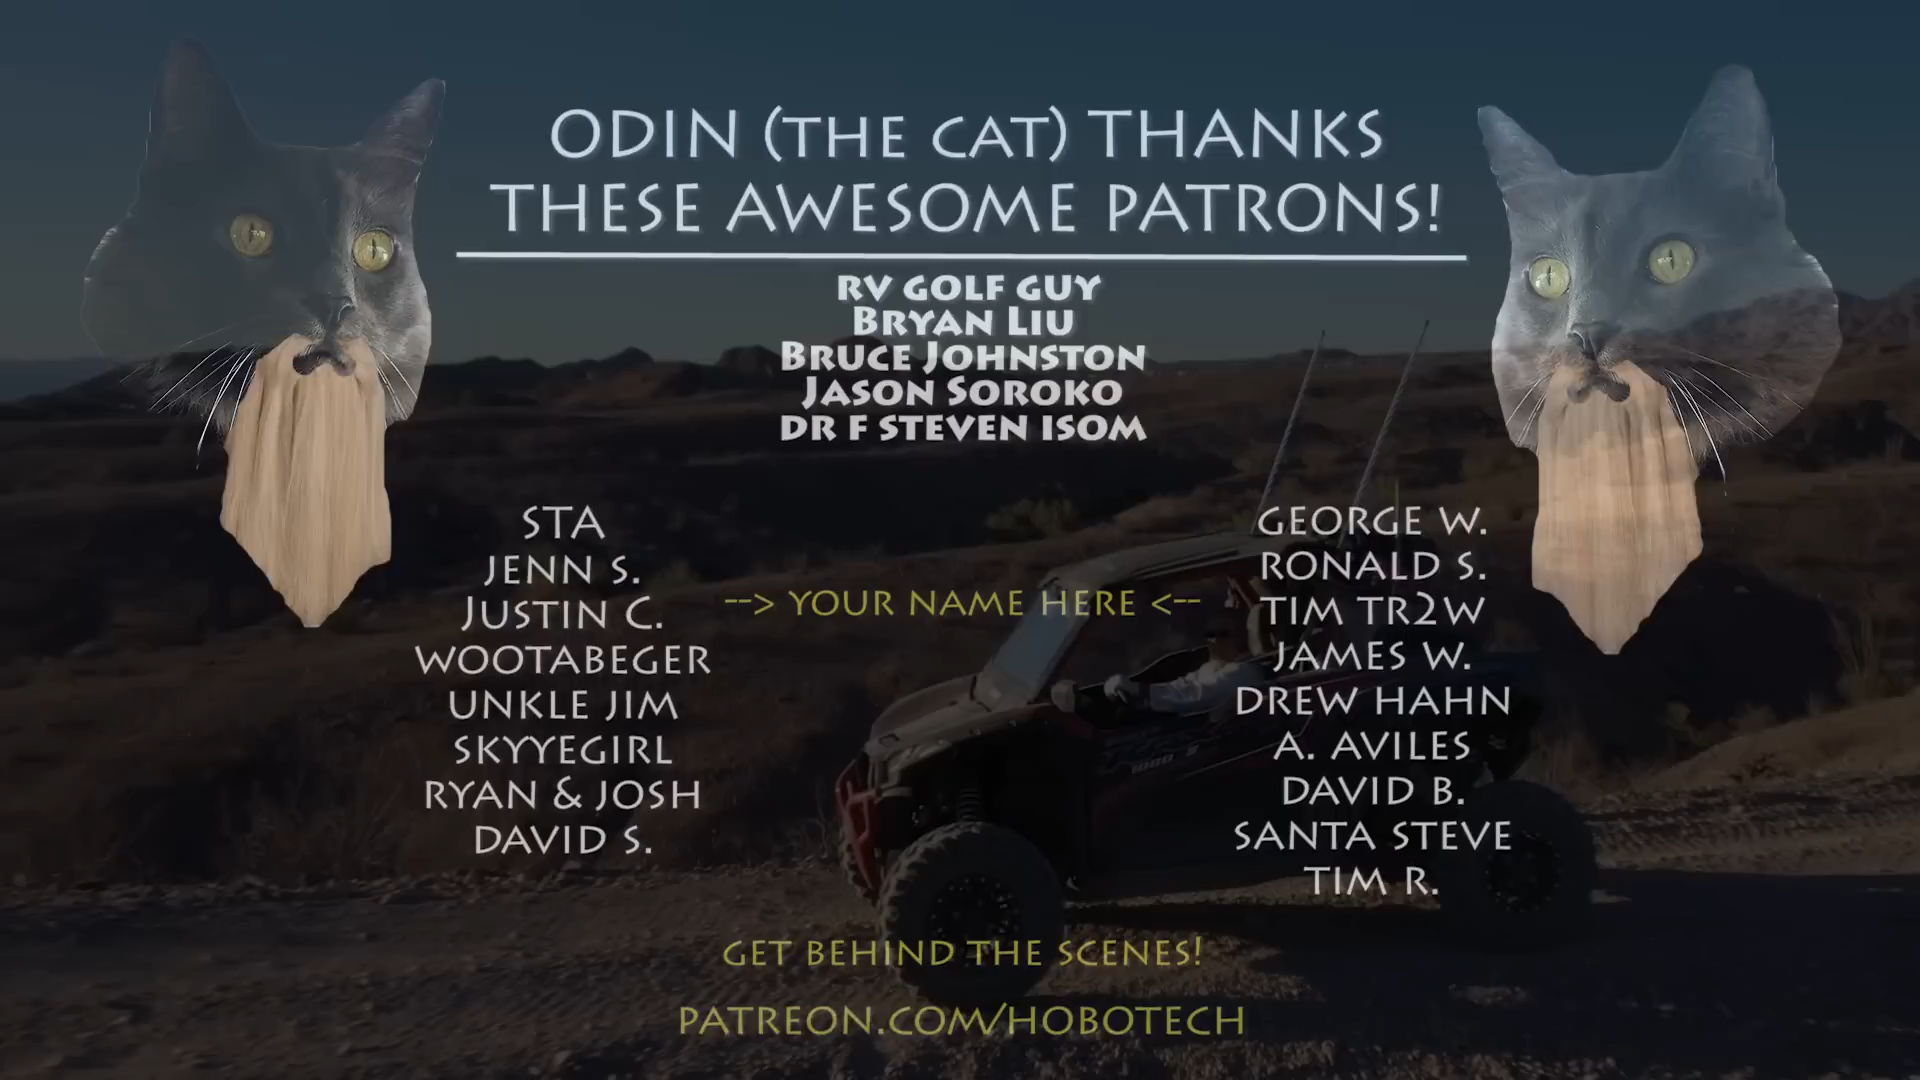 ODIN (THE CAT) THANKS
THESE AWESOME PATRONS!
RV GOLF GUY
BRYAN LIU
BRUCE JOHNSTON
JASON SOROKO
DR F STEVEN ISOM
STA
JENN S.
JUSTIN C.
WOOTABEGER
UNKLE JIM
SKYYEGIRL
RYAN & JOSH
DAVID S.
--> YOUR NAME HERE <--
GEORGE W.
RONALD S.
TIM TR2W
JAMES W.
DREW HAHN
A. AVILES
DAVID B.
SANTA STEVE
TIM R.
1000 S
GET BEHIND THE SCENES!
PATREON.COM/HOBOTECH